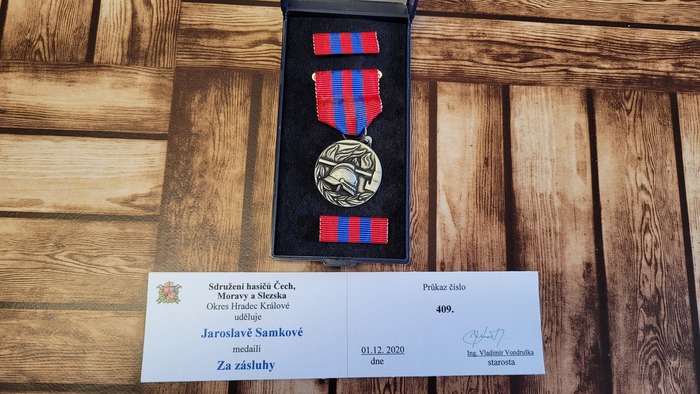 Sdružení hasičů Čech,
Moravy a Slezska
Okres Hradec Králové
uděluje
Jaroslavě Samkové
medaili
Za zásluhy
Průkaz číslo
409.
01.12. 2020
dne
Ing. Vladimír Vondruška
starosta